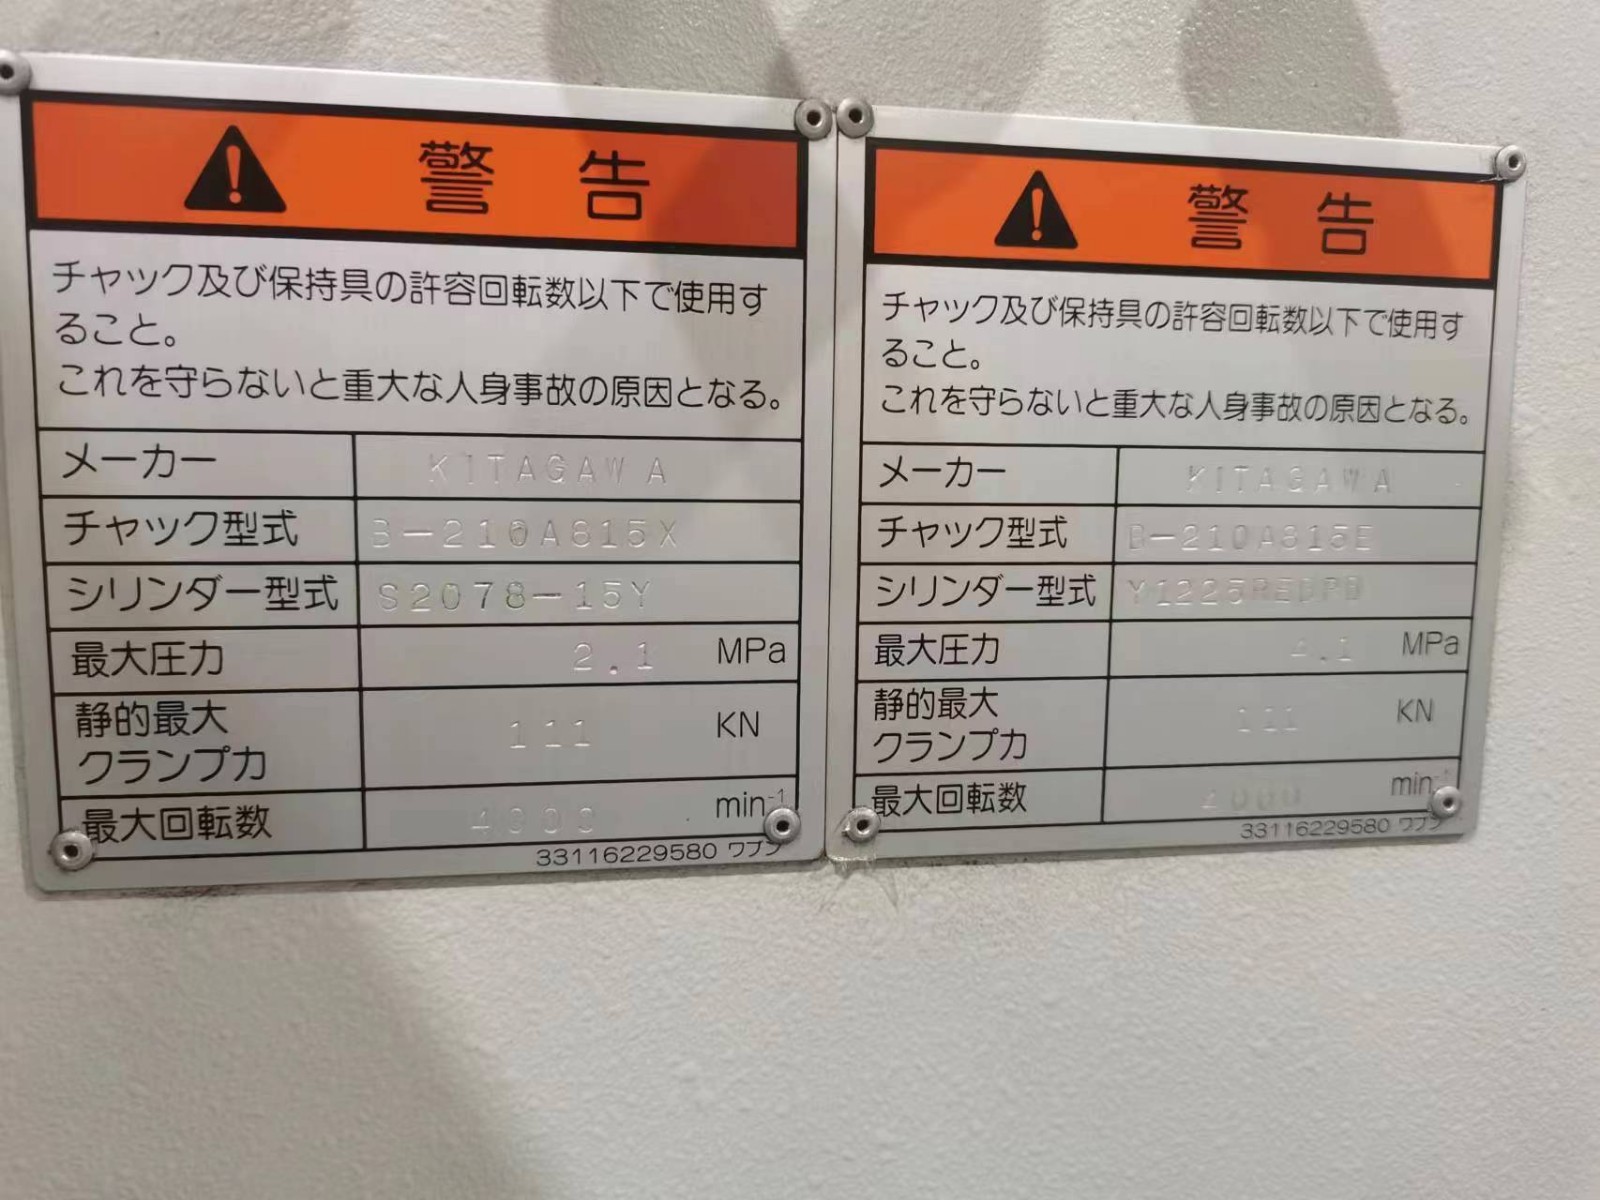 警告
チャック及び保持具の許容回転数以下で使用す
ること。
これを守らないと重大な人身事故の原因となる。
メーカー KITAGAWA
チャック型式 B-210A815X
シリンダー型式 S2078-15Y
最大圧力 2.1 MPa
静的最大
クランプ力 111 KN
最大回転数 4000 min-1
33116229580 ワプン
警告
チャック及び保持具の許容回転数以下で使用す
ること。
これを守らないと重大な人身事故の原因となる。
メーカー KITAGAWA
チャック型式 B-210A815E
シリンダー型式
最大圧力 4.1 MPa
静的最大
クランプ力 111 KN
最大回転数 4000 min-1
33116229580